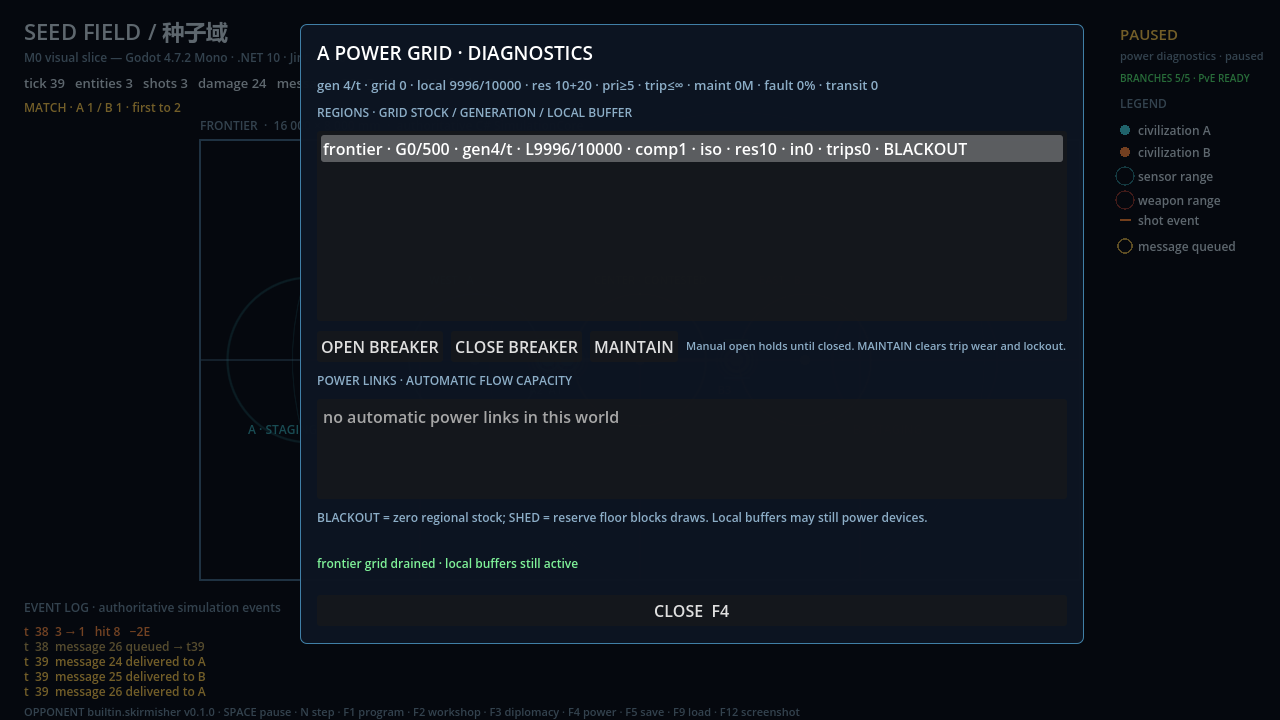 SEED FIELD / 种子域
M0 visual slice — Godot 4.7.2 Mono · .NET 10 ·
tick 39 entities 3 shots 3 damage 24
MATCH · A 1 / B 1 · first to 2
FRONTIER · 16
A POWER GRID · DIAGNOSTICS
gen 4/t · grid 0 · local 9996/10000 · res 10+20 · pri≥5 · trip≤∞ · maint 0M · fault 0% · transit 0
REGIONS · GRID STOCK / GENERATION / LOCAL BUFFER
frontier · G0/500 · gen4/t · L9996/10000 · comp1 · iso · res10 · in0 · trips0 · BLACKOUT
OPEN BREAKER CLOSE BREAKER MAINTAIN Manual open holds until closed. MAINTAIN clears trip wear and lockout.
POWER LINKS · AUTOMATIC FLOW CAPACITY
no automatic power links in this world
A · STAGI
BLACKOUT = zero regional stock; SHED = reserve floor blocks draws. Local buffers may still power devices.
frontier grid drained · local buffers still active
CLOSE F4
PAUSED
power diagnostics · paused
BRANCHES 5/5 · PvE READY
LEGEND
civilization A
civilization B
sensor range
weapon range
shot event
message queued
EVENT LOG · authoritative simulation events
t 38 3 → 1 hit 8 −2E
t 38 message 26 queued → t39
t 39 message 24 delivered to A
t 39 message 25 delivered to B
t 39 message 26 delivered to A
OPPONENT builtin.skirmisher v0.1.0 · SPACE pause · N step · F1 program · F2 workshop · F3 diplomacy · F4 power · F5 save · F9 load · F12 screenshot